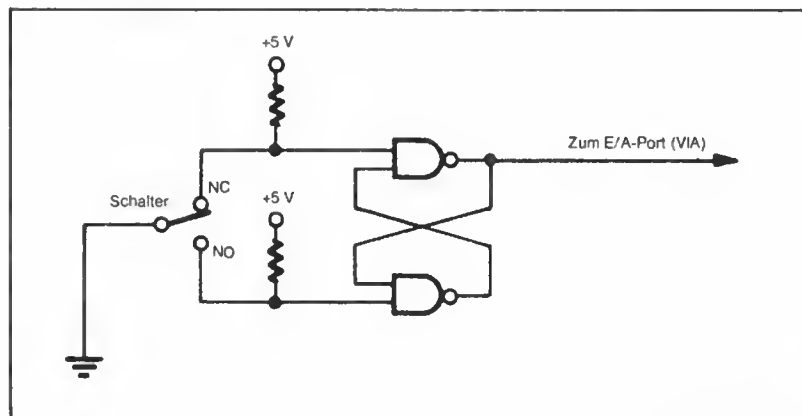 +5 V
Zum E/A-Port (VIA)
Schalter
NC
+5 V
NO